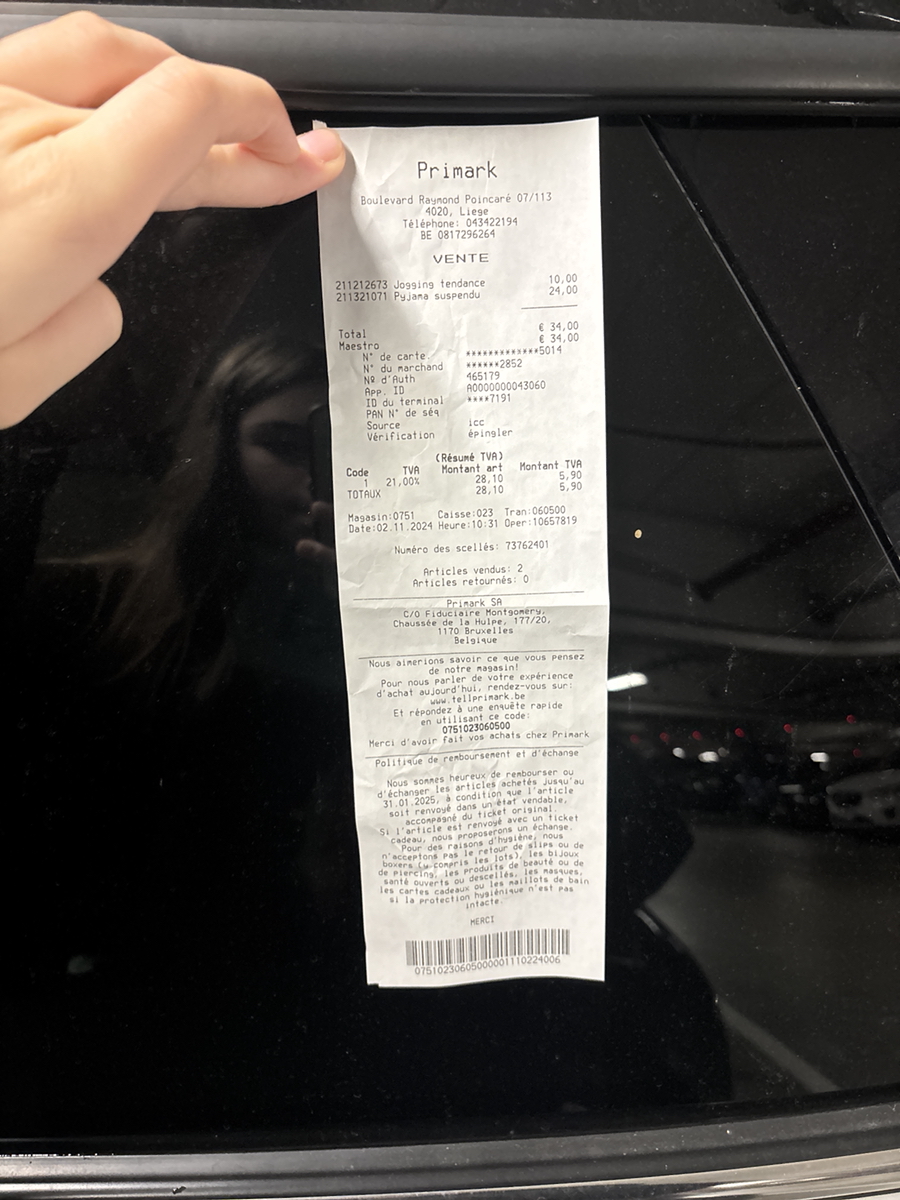 Primark
Boulevard Raymond Poincaré 07/113
4020, Liege
Téléphone: 043422194
BE 0817296264
VENTE
211212673 Jogging tendance 10,00
211321071 Pyjama suspendu 24,00
Total € 34,00
Maestro € 34,00
N° de carte. ************5014
N° du marchand ******2852
Nº d'Auth 465179
App. ID A0000000043060
ID du terminal ****7191
PAN N° de séq
Source icc
Vérification épingler
(Résumé TVA)
Code TVA Montant art Montant TVA
1 21,00% 28,10 5,90
TOTAUX 28,10 5,90
Magasin:0751 Caisse:023 Tran:060500
Date:02.11.2024 Heure:10:31 Oper:10657819
Numéro des scellés: 73762401
Articles vendus: 2
Articles retournés: 0
Primark SA
C/O Fiduciaire Montgomery,
Chaussée de la Hulpe, 177/20,
1170 Bruxelles
Belgique
Nous aimerions savoir ce que vous pensez
de notre magasin!
Pour nous parler de votre expérience
d'achat aujourd'hui, rendez-vous sur:
www.tellprimark.be
Et répondez à une enquête rapide
en utilisant ce code:
0751023060500
Merci d'avoir fait vos achats chez Primark
Politique de remboursement et d'échange
Nous sommes heureux de rembourser ou
d'échanger les articles achetés jusqu'au
31.01.2025, à condition que l'article
soit renvoyé dans un état vendable,
accompagné du ticket original.
Si l'article est renvoyé avec un ticket
cadeau, nous proposerons un échange.
Pour des raisons d'hygiène, nous
n'acceptons pas le retour de slips ou de
boxers (y compris les lots), les bijoux
de piercing, les produits de beauté ou de
santé ouverts ou descellés, les masques,
les cartes cadeaux ou les maillots de bain
si la protection hygiénique n'est pas
intacte.
MERCI
0751023060500001110224006